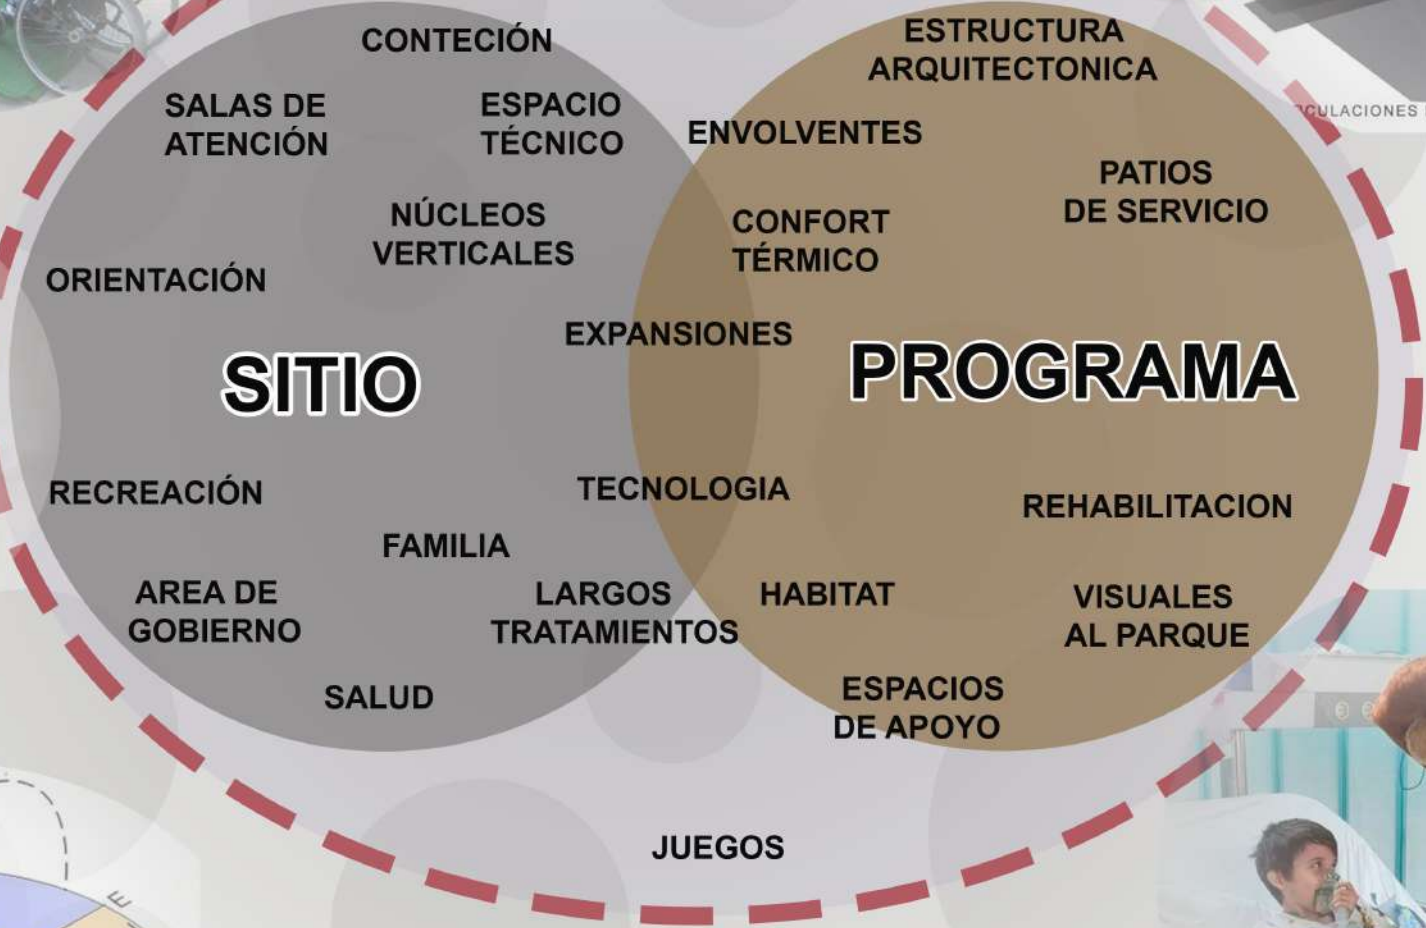 CONTECIÓN
ESTRUCTURA
ARQUITECTONICA
SALAS DE
ATENCIÓN
ESPACIO
TÉCNICO
ENVOLVENTES
PATIOS
DE SERVICIO
NÚCLEOS
VERTICALES
CONFORT
TÉRMICO
ORIENTACIÓN
EXPANSIONES
SITIO
PROGRAMA
RECREACIÓN
TECNOLOGIA
REHABILITACION
FAMILIA
AREA DE
GOBIERNO
LARGOS
TRATAMIENTOS
HABITAT
VISUALES
AL PARQUE
SALUD
ESPACIOS
DE APOYO
JUEGOS
E